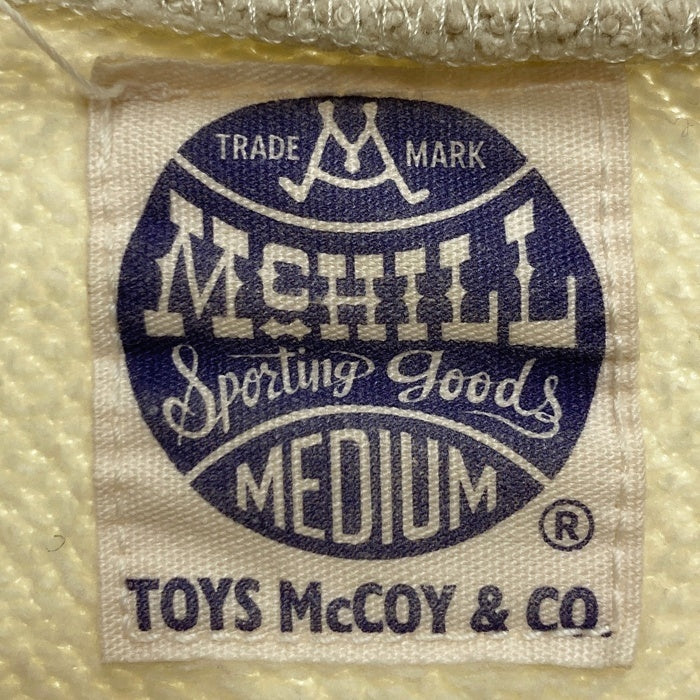 TRADE M MARK
McHILL
Sporting Goods
MEDIUM
®
TOYS McCOY & CO.